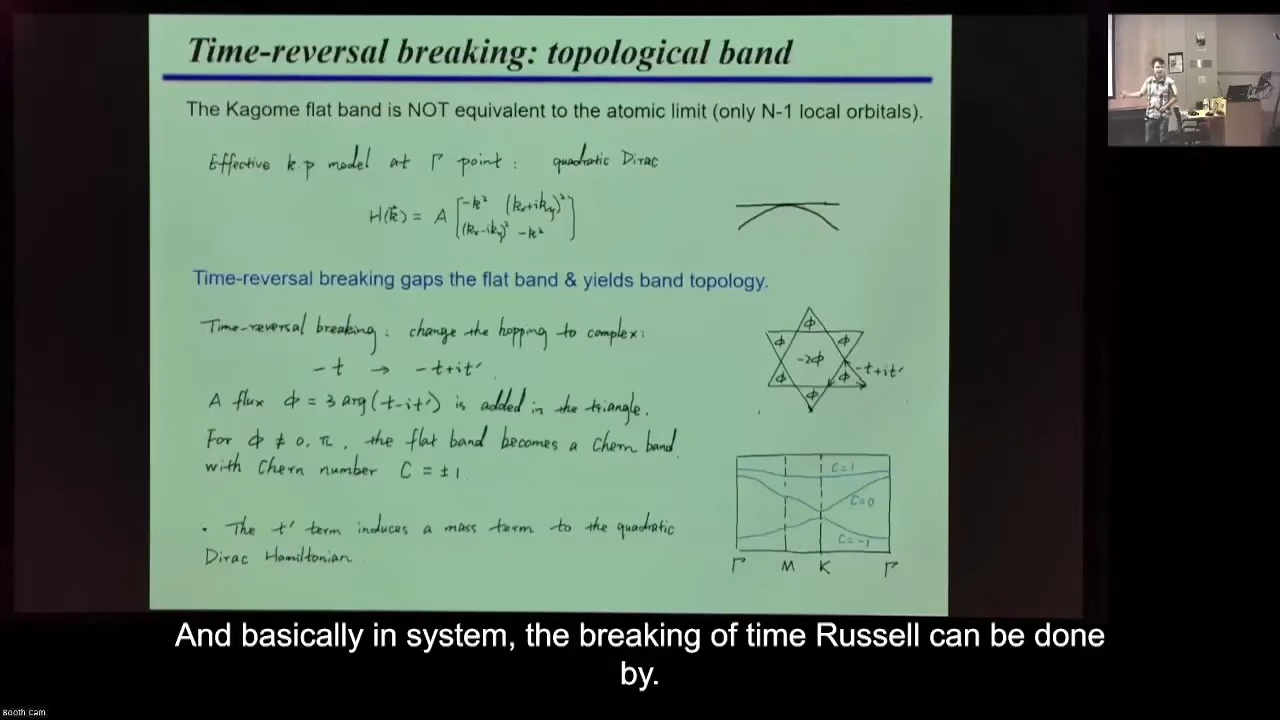 Time-reversal breaking: topological band
The Kagome flat band is NOT equivalent to the atomic limit (only N-1 local orbitals).
Effective k.p model at Γ point: quadratic Dirac
H(k⃗) = A [-k² (kx+iky)²
(kx-iky)² -k²]
Time-reversal breaking gaps the flat band & yields band topology.
Time-reversal breaking: change the hopping to complex:
-t → -t+it'.
A flux ϕ = 3 arg(t-it') is added in the triangle.
For ϕ ≠ 0, π, the flat band becomes a Chern band
with Chern number C = ±1
• The t' term induces a mass term to the quadratic
Dirac Hamiltonian
ϕ
ϕ ϕ
-2ϕ
-t+it'
ϕ ϕ
ϕ
C=1
C=0
C=-1
Γ M K Γ
And basically in system, the breaking of time Russell can be done
by.
Booth Cam